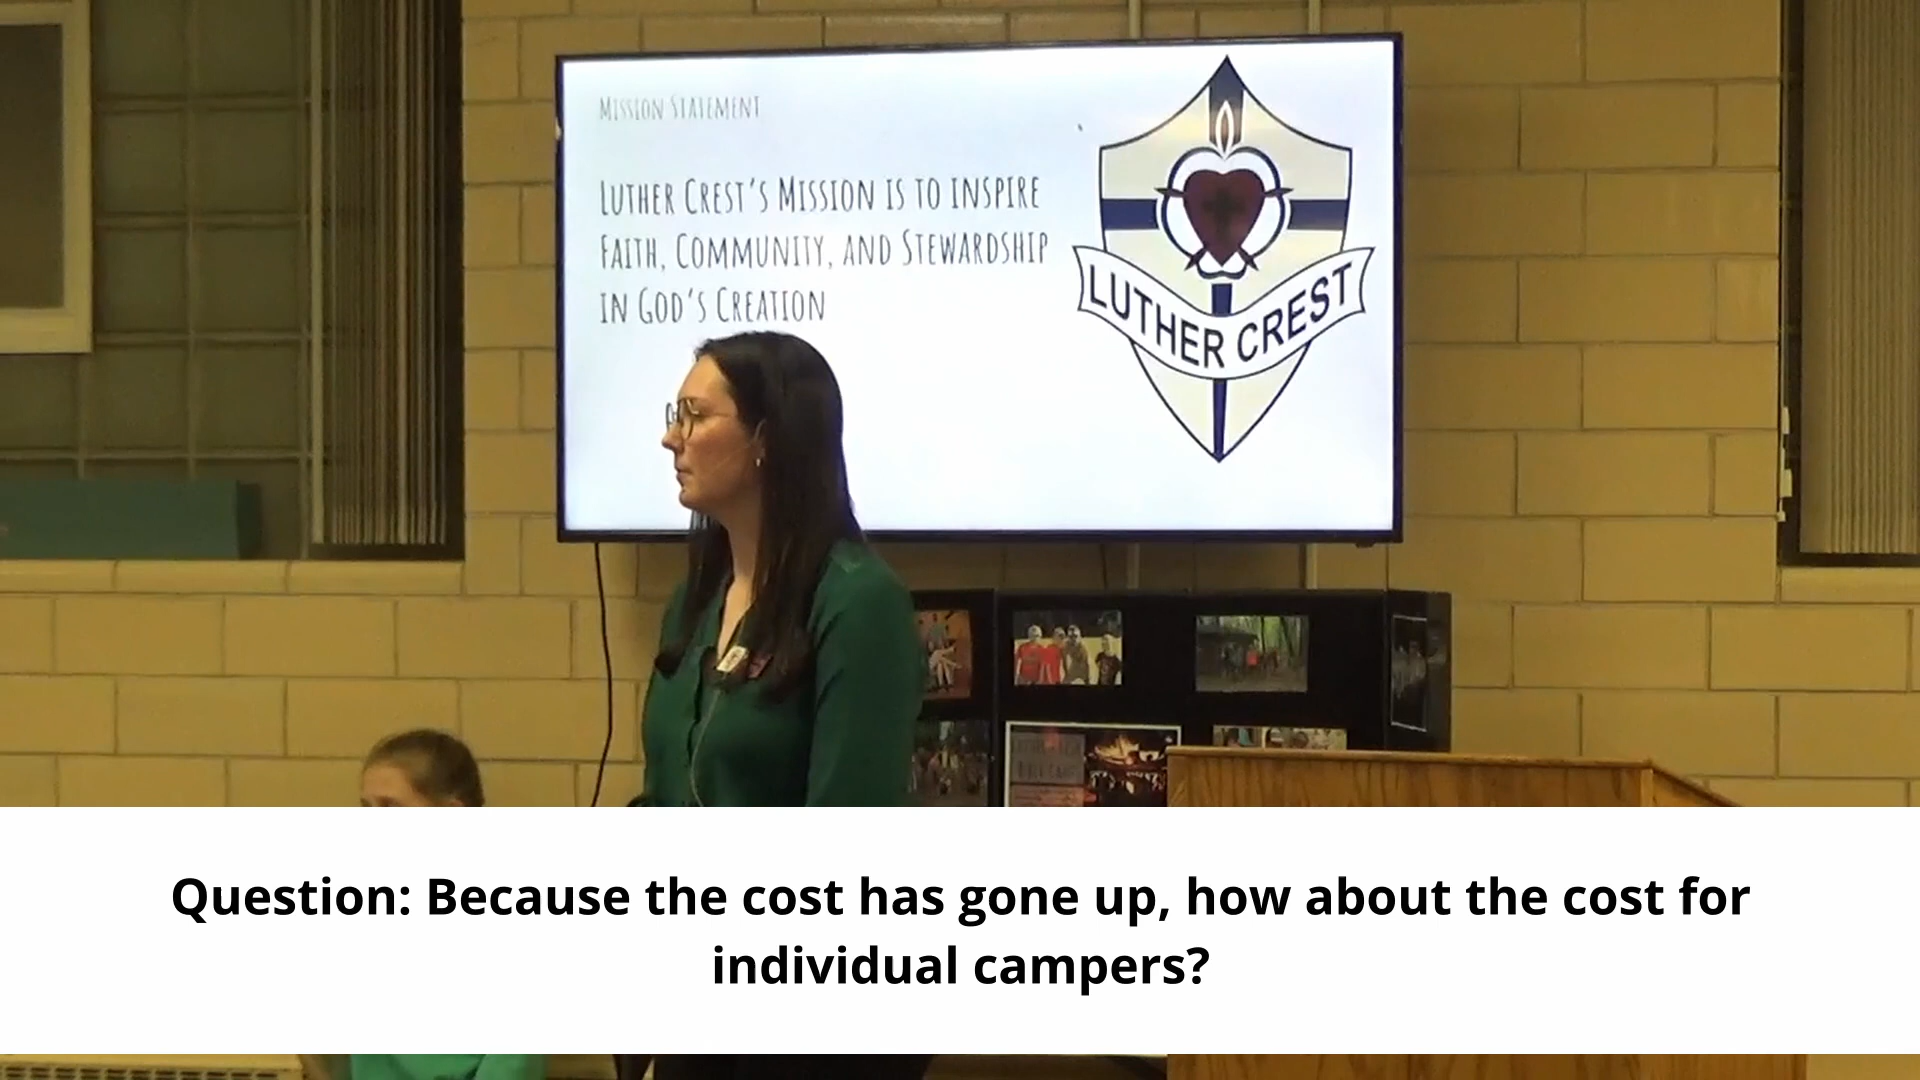 Mission Statement
Luther Crest's Mission is to inspire
Faith, Community, and Stewardship
in God's Creation
LUTHER CREST
Question: Because the cost has gone up, how about the cost for
individual campers?